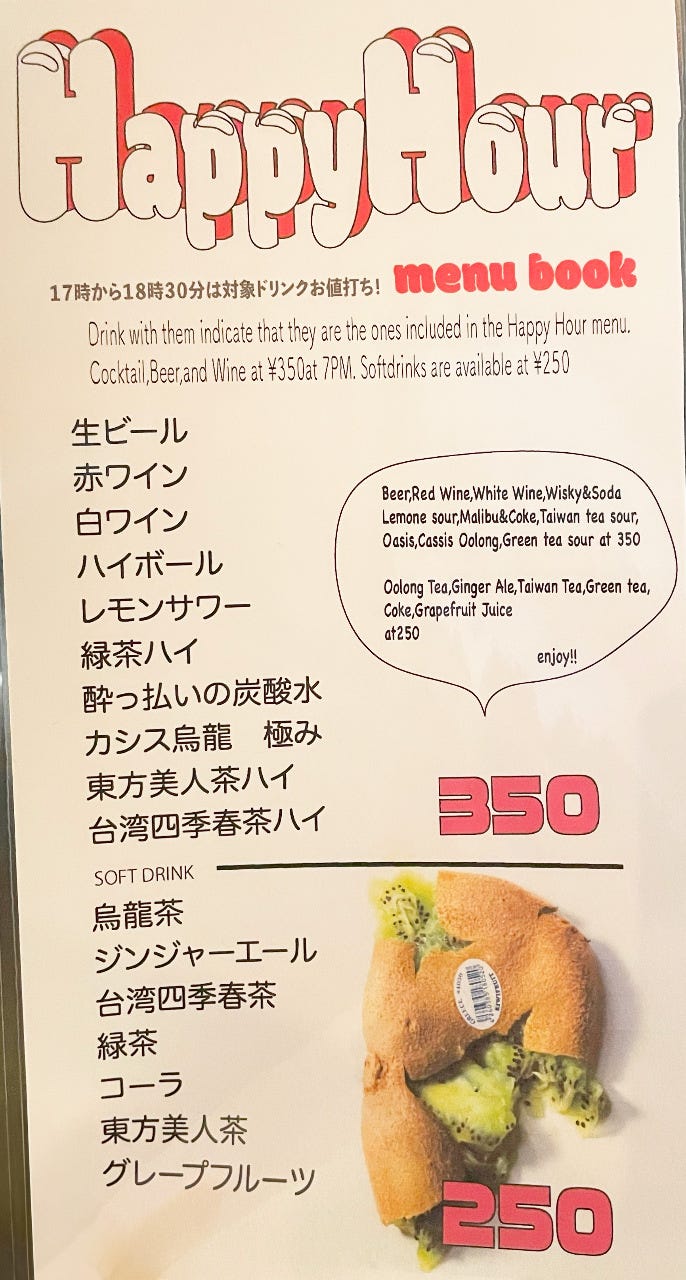 Happy Hour
17時から18時30分は対象ドリンクお値打ち! menu book
Drink with them indicate that they are the ones included in the Happy Hour menu.
Cocktail,Beer,and Wine at ¥350at 7PM. Softdrinks are available at ¥250
生ビール
赤ワイン
白ワイン
ハイボール
レモンサワー
緑茶ハイ
酔っ払いの炭酸水
カシス烏龍　極み
東方美人茶ハイ
台湾四季春茶ハイ
Beer,Red Wine,White Wine,Wisky&Soda
Lemone sour,Malibu&Coke,Taiwan tea sour,
Oasis,Cassis Oolong,Green tea sour at 350
Oolong Tea,Ginger Ale,Taiwan Tea,Green tea,
Coke,Grapefruit Juice
at250
enjoy!!
350
SOFT DRINK
烏龍茶
ジンジャーエール
台湾四季春茶
緑茶
コーラ
東方美人茶
グレープフルーツ
250